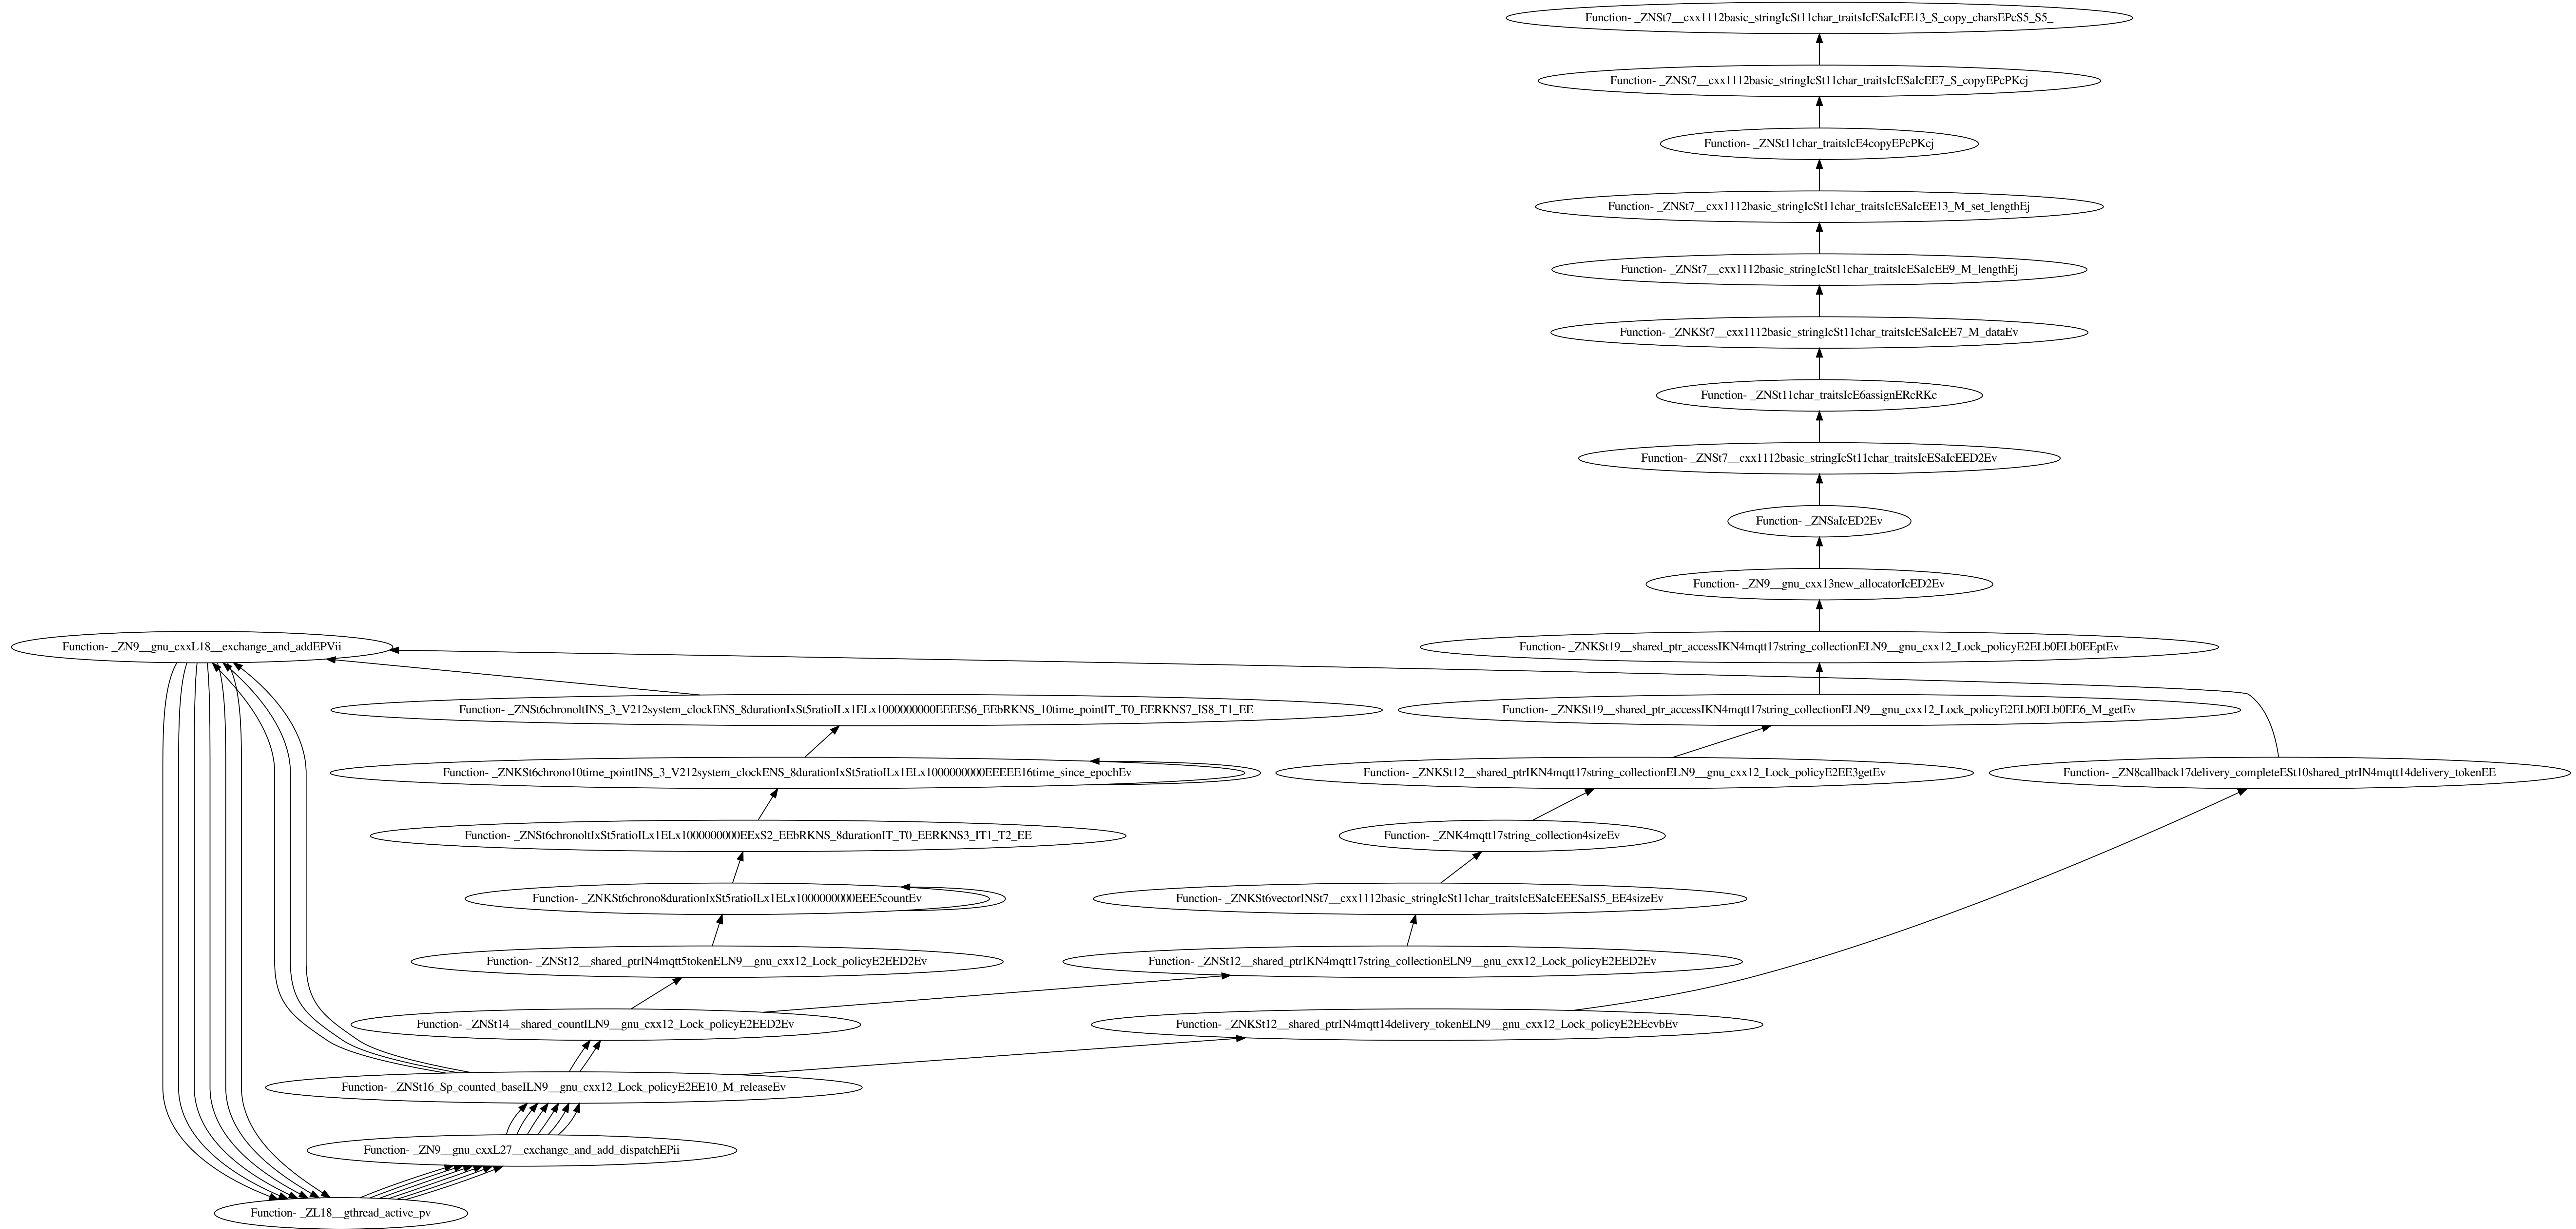 Function- _ZNSt7__cxx1112basic_stringIcSt11char_traitsIcESaIcEE13_S_copy_charsEPcS5_S5_
Function- _ZNSt7__cxx1112basic_stringIcSt11char_traitsIcESaIcEE7_S_copyEPcPKcj
Function- _ZNSt11char_traitsIcE4copyEPcPKcj
Function- _ZNSt7__cxx1112basic_stringIcSt11char_traitsIcESaIcEE13_M_set_lengthEj
Function- _ZNSt7__cxx1112basic_stringIcSt11char_traitsIcESaIcEE9_M_lengthEj
Function- _ZNKSt7__cxx1112basic_stringIcSt11char_traitsIcESaIcEE7_M_dataEv
Function- _ZNSt11char_traitsIcE6assignERcRKc
Function- _ZNSt7__cxx1112basic_stringIcSt11char_traitsIcESaIcEED2Ev
Function- _ZNSaIcED2Ev
Function- _ZN9__gnu_cxx13new_allocatorIcED2Ev
Function- _ZN9__gnu_cxxL18__exchange_and_addEPVii
Function- _ZNKSt19__shared_ptr_accessIKN4mqtt17string_collectionELN9__gnu_cxx12_Lock_policyE2ELb0ELb0EEptEv
Function- _ZNSt6chronoltINS_3_V212system_clockENS_8durationIxSt5ratioILx1ELx1000000000EEEES6_EEbRKNS_10time_pointIT_T0_EERKNS7_IS8_T1_EE
Function- _ZNKSt19__shared_ptr_accessIKN4mqtt17string_collectionELN9__gnu_cxx12_Lock_policyE2ELb0ELb0EE6_M_getEv
Function- _ZNKSt6chrono10time_pointINS_3_V212system_clockENS_8durationIxSt5ratioILx1ELx1000000000EEEEE16time_since_epochEv
Function- _ZNKSt12__shared_ptrIKN4mqtt17string_collectionELN9__gnu_cxx12_Lock_policyE2EE3getEv
Function- _ZN8callback17delivery_completeESt10shared_ptrIN4mqtt14delivery_tokenEE
Function- _ZNSt6chronoltIxSt5ratioILx1ELx1000000000EExS2_EEbRKNS_8durationIT_T0_EERKNS3_IT1_T2_EE
Function- _ZNK4mqtt17string_collection4sizeEv
Function- _ZNKSt6chrono8durationIxSt5ratioILx1ELx1000000000EEE5countEv
Function- _ZNKSt6vectorINSt7__cxx1112basic_stringIcSt11char_traitsIcESaIcEEESaIS5_EE4sizeEv
Function- _ZNSt12__shared_ptrIN4mqtt5tokenELN9__gnu_cxx12_Lock_policyE2EED2Ev
Function- _ZNSt12__shared_ptrIKN4mqtt17string_collectionELN9__gnu_cxx12_Lock_policyE2EED2Ev
Function- _ZNSt14__shared_countILN9__gnu_cxx12_Lock_policyE2EED2Ev
Function- _ZNKSt12__shared_ptrIN4mqtt14delivery_tokenELN9__gnu_cxx12_Lock_policyE2EEcvbEv
Function- _ZNSt16_Sp_counted_baseILN9__gnu_cxx12_Lock_policyE2EE10_M_releaseEv
Function- _ZN9__gnu_cxxL27__exchange_and_add_dispatchEPii
Function- _ZL18__gthread_active_pv